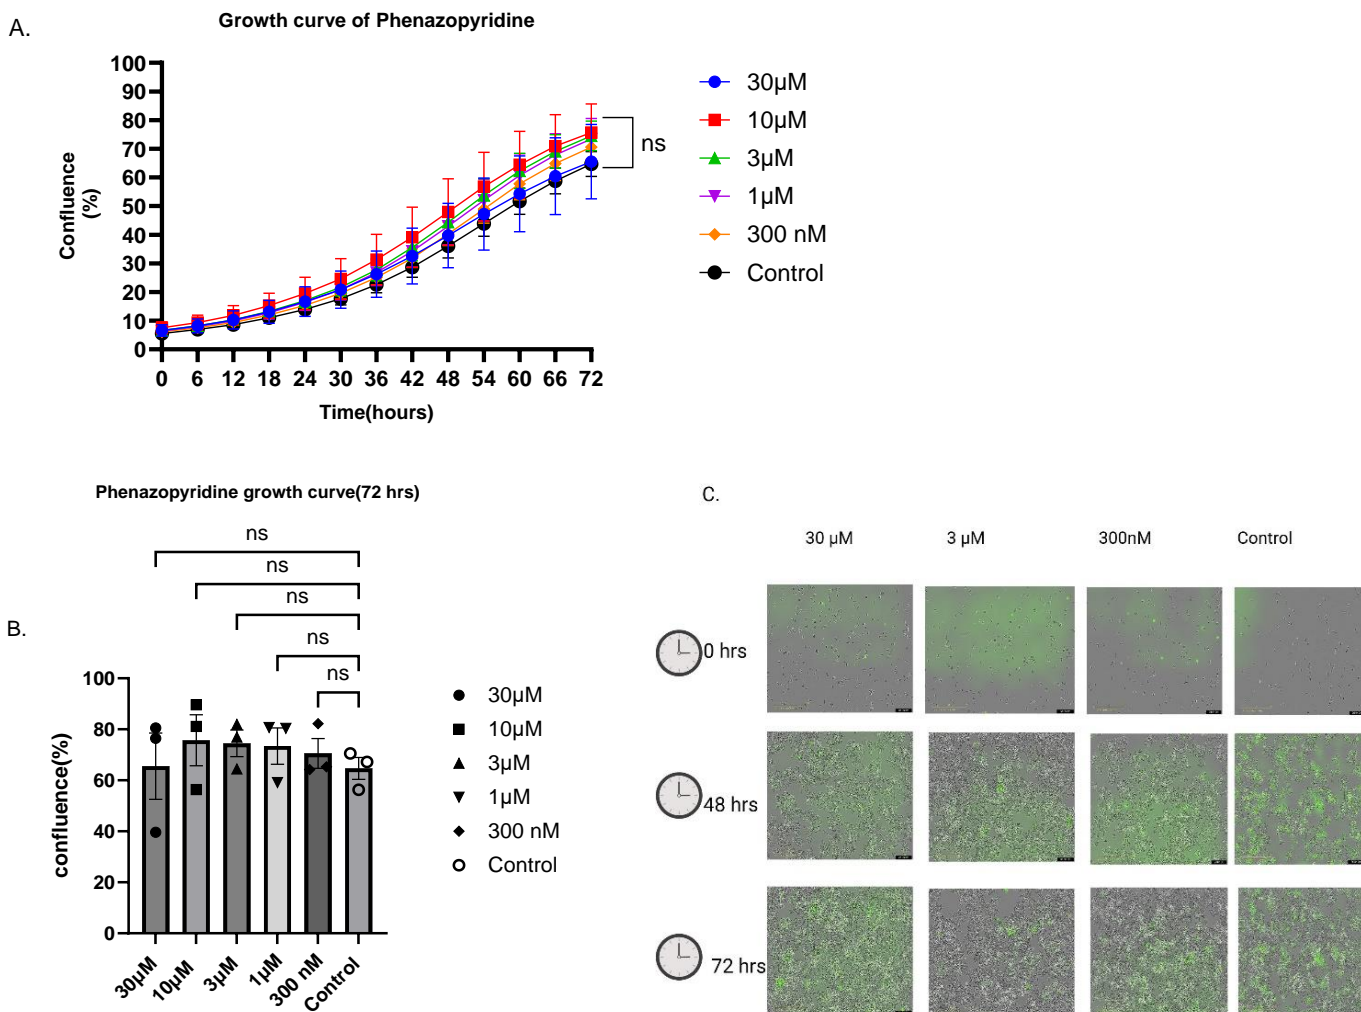 A.
Growth curve of Phenazopyridine
100
90
80
70
60
50
40
30
20
10
0
Confluence
(%)
0 6 12 18 24 30 36 42 48 54 60 66 72
Time(hours)
ns
30µM
10µM
3µM
1µM
300 nM
Control
B.
Phenazopyridine growth curve(72 hrs)
ns
ns
ns
ns
ns
100
80
60
40
20
0
confluence(%)
30µM 10µM 3µM 1µM 300 nM Control
30µM
10µM
3µM
1µM
300 nM
Control
C.
30 µM 3 µM 300nM Control
0 hrs
48 hrs
72 hrs